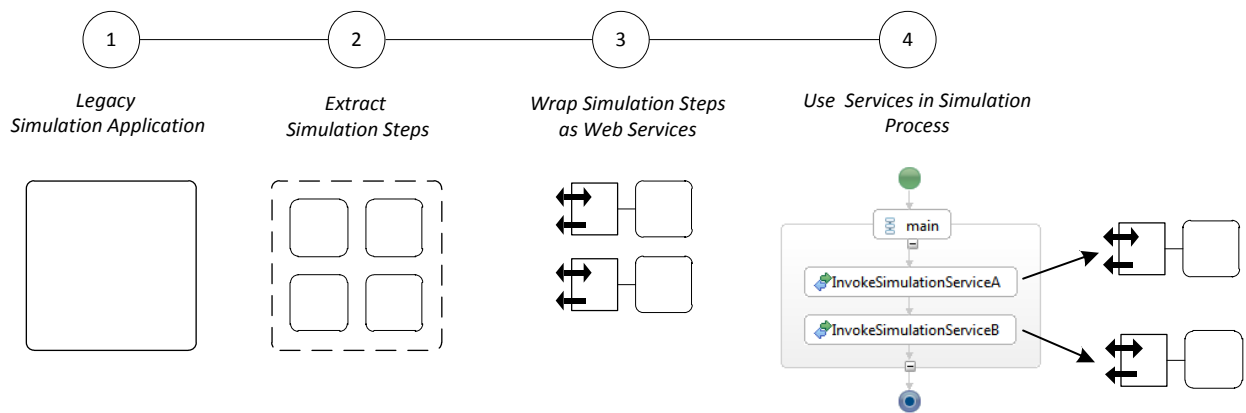 1
2
3
4
Legacy
Simulation Application
Extract
Simulation Steps
Wrap Simulation Steps
as Web Services
Use Services in Simulation
Process
main
InvokeSimulationServiceA
InvokeSimulationServiceB